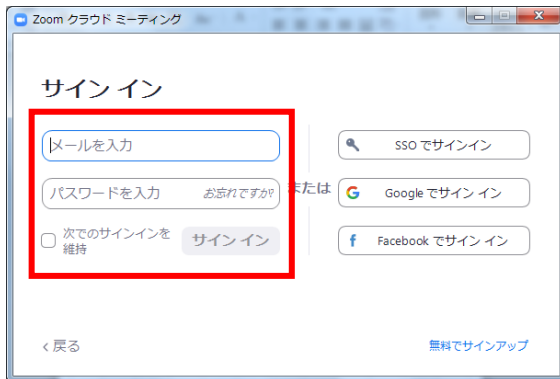 Zoom クラウド ミーティング
サイン イン
メールを入力
パスワードを入力 お忘れですか?
次でのサインインを
維持
サイン イン
または
SSO でサインイン
Google でサイン イン
Facebook でサイン イン
戻る
無料でサインアップ